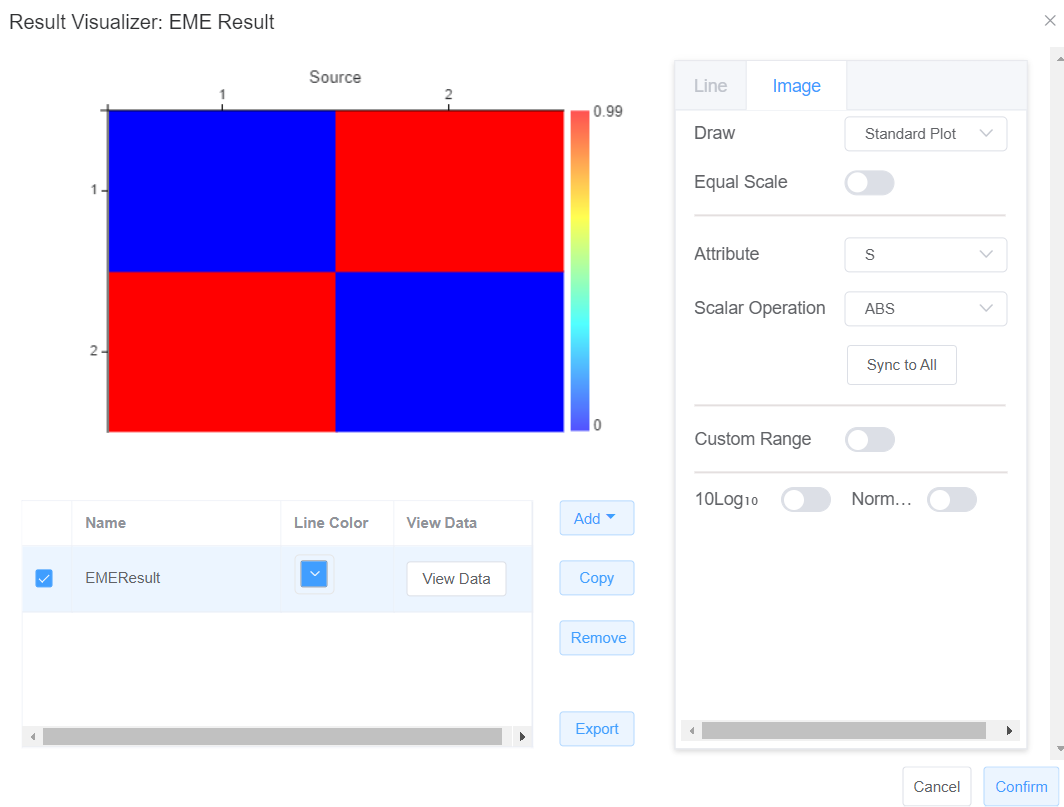 Result Visualizer: EME Result
Source
1
2
0.99
1
2
0
Line
Image
Draw
Standard Plot
Equal Scale
Attribute
S
Scalar Operation
ABS
Sync to All
Custom Range
10Log₁₀
Norm…
Name
Line Color
View Data
EMEResult
View Data
Add
Copy
Remove
Export
Cancel
Confirm